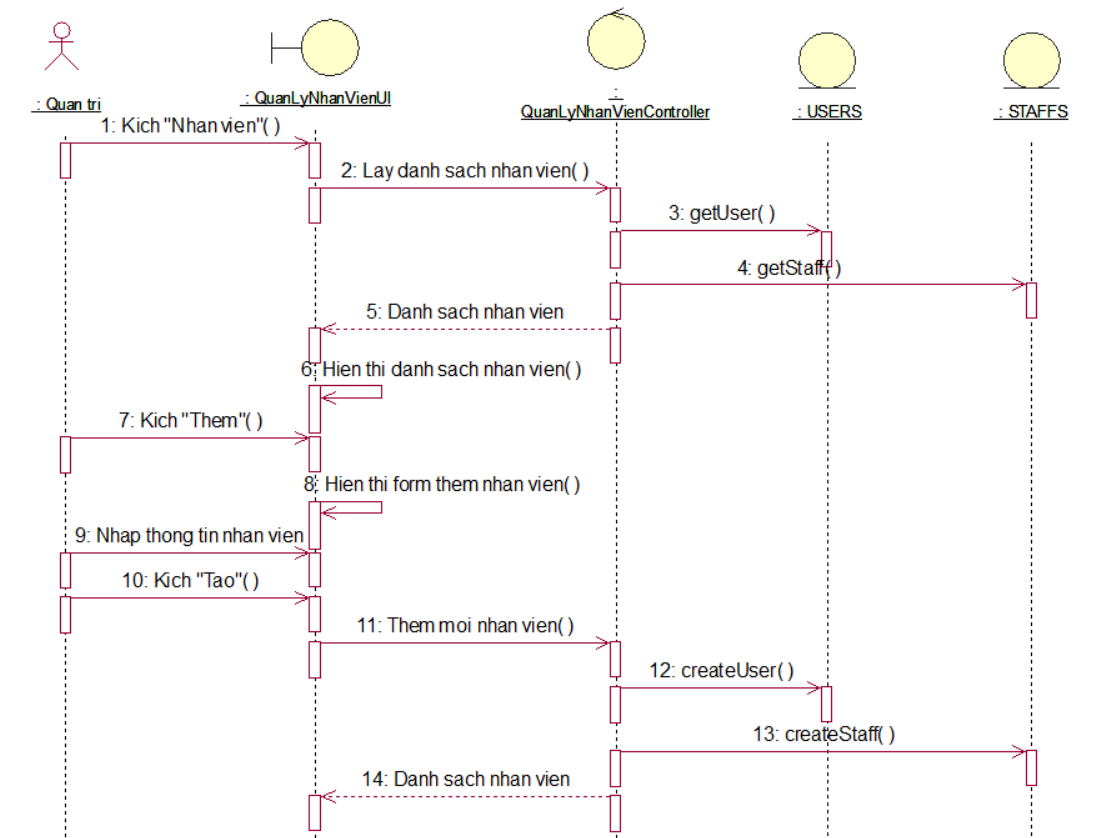 : Quan tri
: QuanLyNhanVienUI
:
QuanLyNhanVienController
: USERS
: STAFFS
1: Kich "Nhan vien"( )
2: Lay danh sach nhan vien( )
3: getUser( )
4: getStaff( )
5: Danh sach nhan vien
6: Hien thi danh sach nhan vien( )
7: Kich "Them"( )
8: Hien thi form them nhan vien( )
9: Nhap thong tin nhan vien
10: Kich "Tao"( )
11: Them moi nhan vien( )
12: createUser( )
13: createStaff( )
14: Danh sach nhan vien